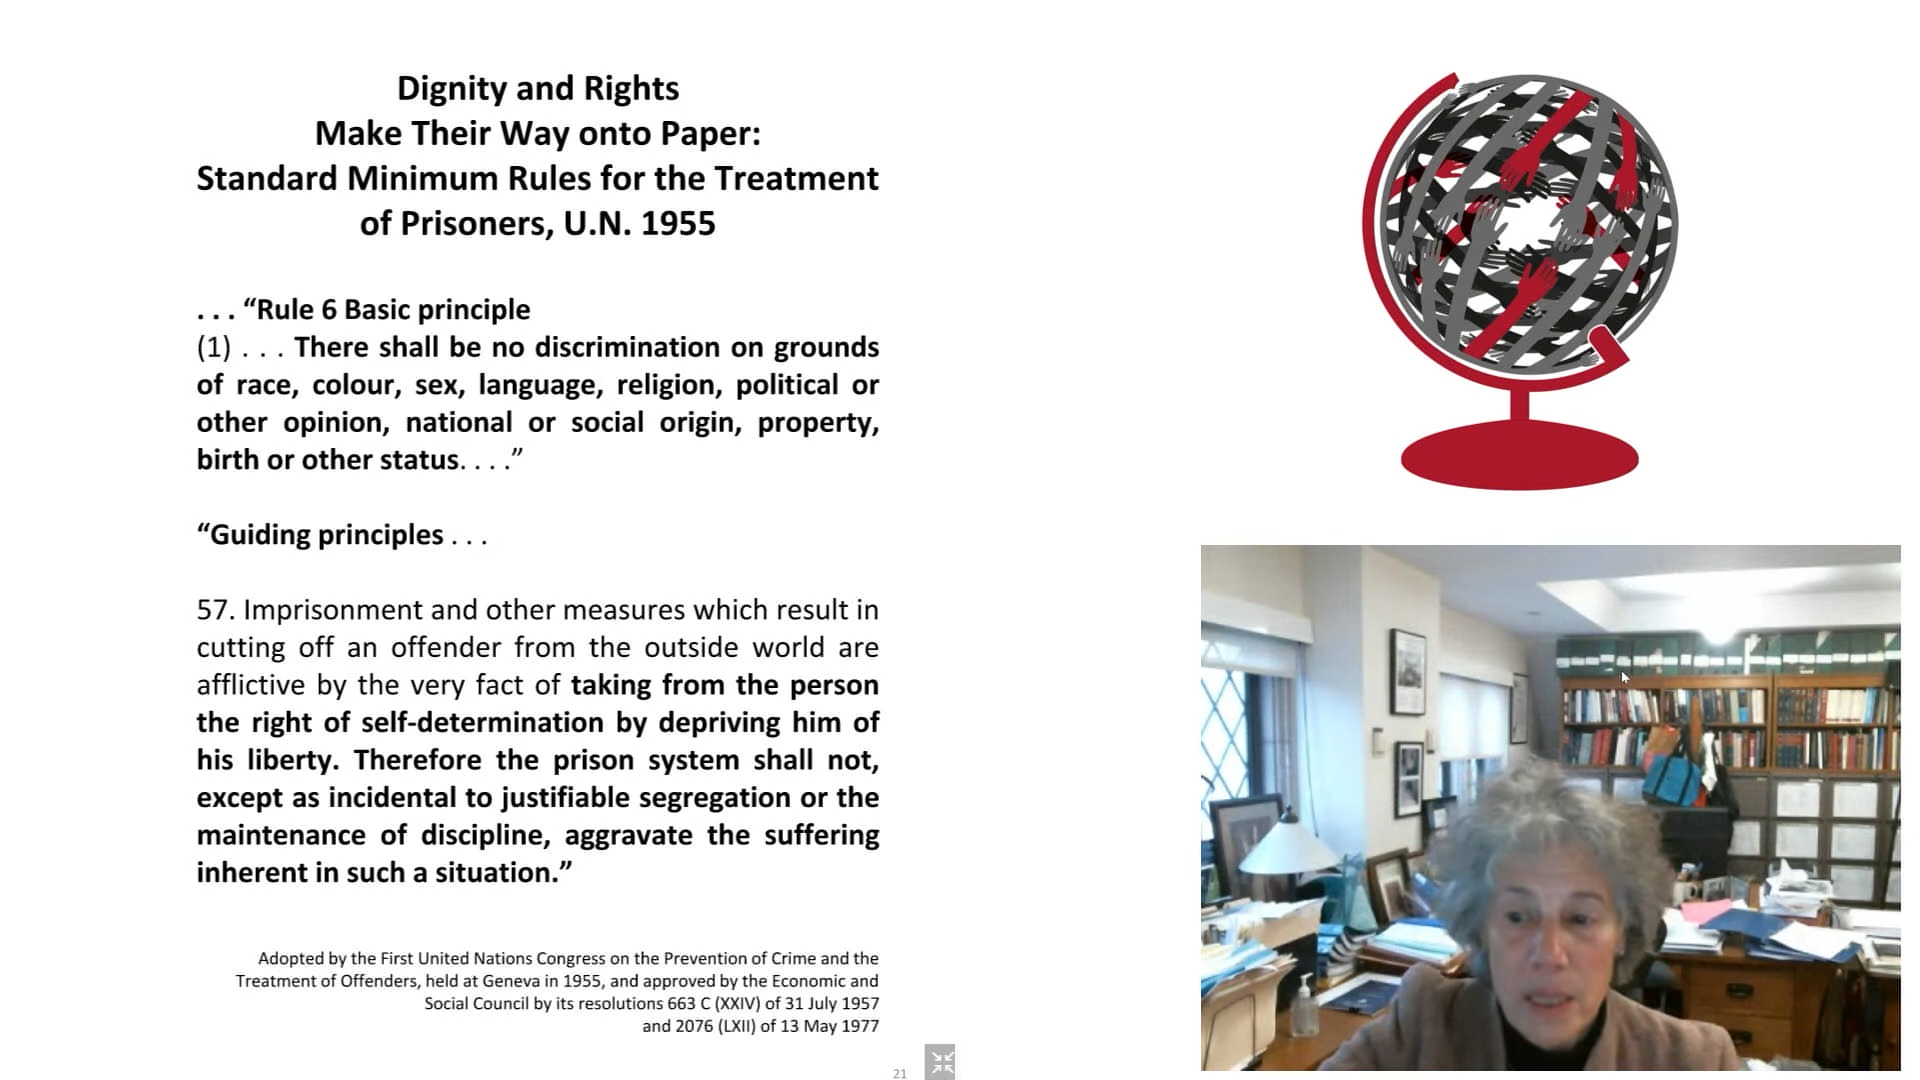 Dignity and Rights
Make Their Way onto Paper:
Standard Minimum Rules for the Treatment
of Prisoners, U.N. 1955
. . . “Rule 6 Basic principle
(1) . . . There shall be no discrimination on grounds
of race, colour, sex, language, religion, political or
other opinion, national or social origin, property,
birth or other status. . . .”
“Guiding principles . . .
57. Imprisonment and other measures which result in
cutting off an offender from the outside world are
afflictive by the very fact of taking from the person
the right of self-determination by depriving him of
his liberty. Therefore the prison system shall not,
except as incidental to justifiable segregation or the
maintenance of discipline, aggravate the suffering
inherent in such a situation.”
Adopted by the First United Nations Congress on the Prevention of Crime and the
Treatment of Offenders, held at Geneva in 1955, and approved by the Economic and
Social Council by its resolutions 663 C (XXIV) of 31 July 1957
and 2076 (LXII) of 13 May 1977
21